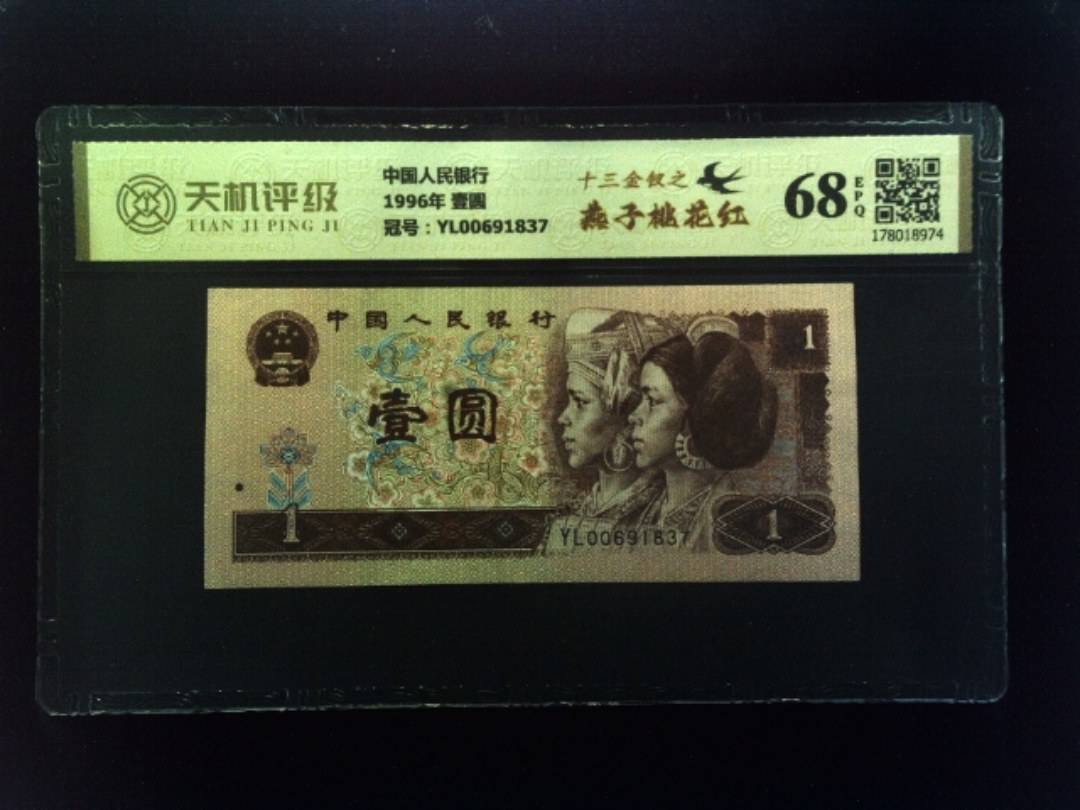 天机评级
TIAN JI PING JI
中国人民银行
1996年 壹圆
冠号：YL00691837
十三金钗之
燕子桃花红
68
EPQ
178018974
中国人民银行
1
壹圆
1
YL00691837
1